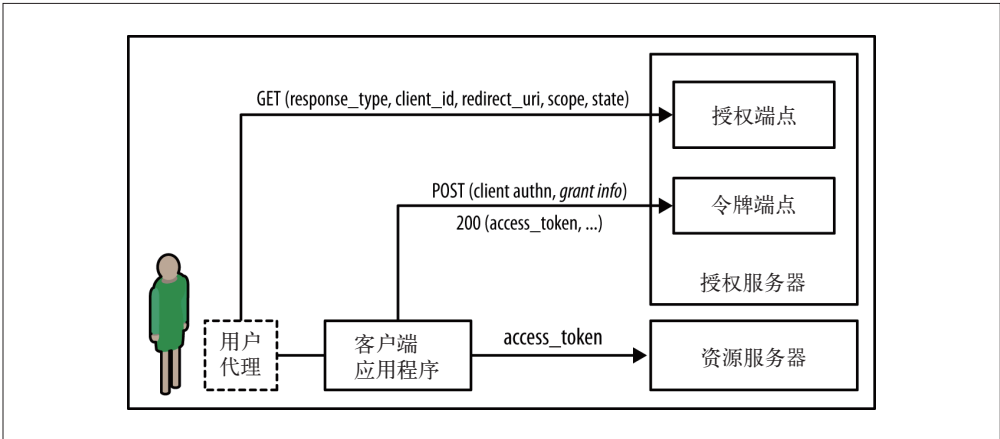 GET (response_type, client_id, redirect_uri, scope, state)
授权端点
POST (client authn, grant info)
200 (access_token, ...)
令牌端点
授权服务器
用户
代理
客户端
应用程序
access_token
资源服务器